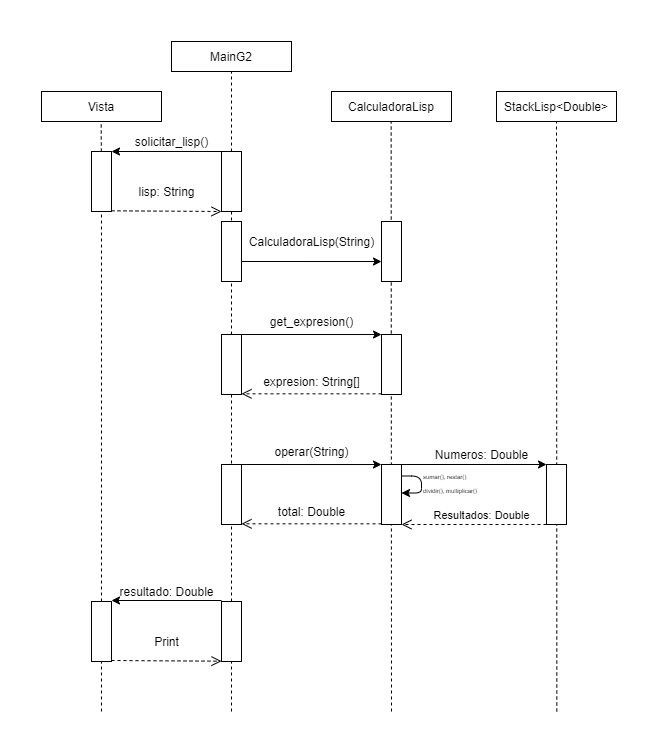 MainG2
Vista
CalculadoraLisp
StackLisp<Double>
solicitar_lisp()
lisp: String
CalculadoraLisp(String)
get_expresion()
expresion: String[]
operar(String)
Numeros: Double
sumar(), restar()
dividir(), multiplicar()
total: Double
Resultados: Double
resultado: Double
Print